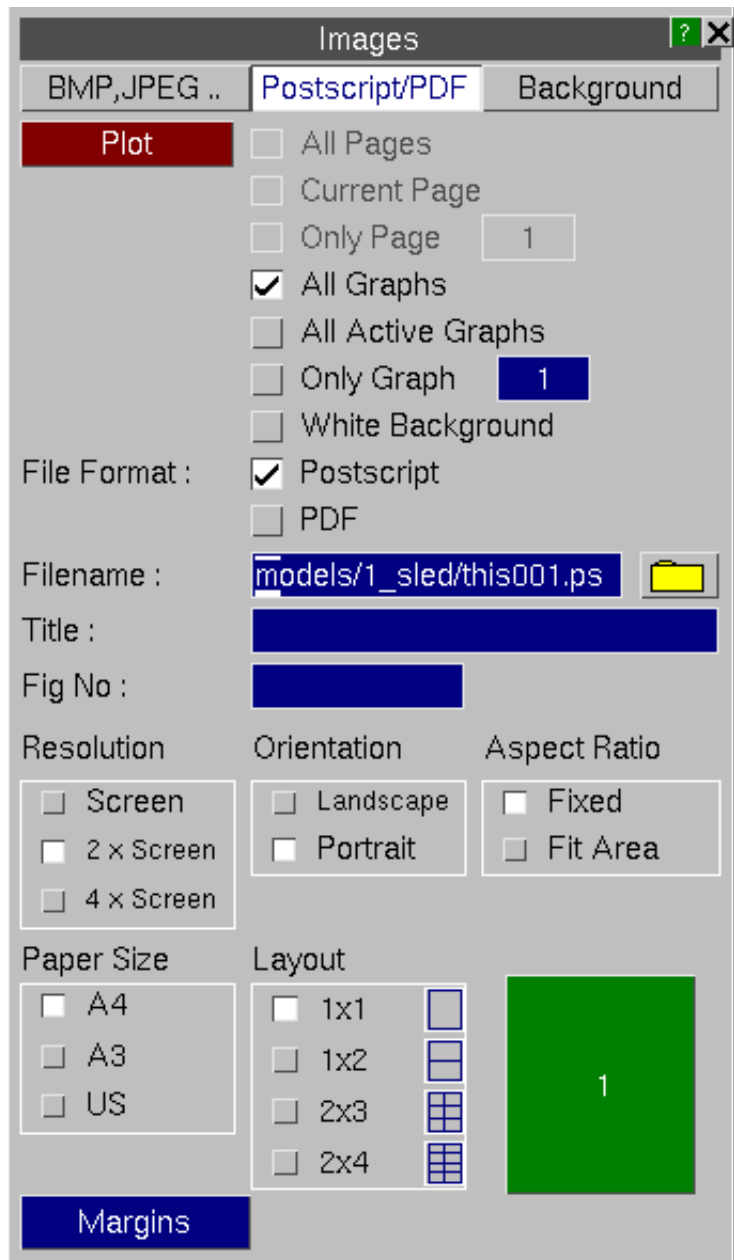 Images ?
BMP,JPEG .. Postscript/PDF Background
Plot All Pages
Current Page
Only Page 1
All Graphs
All Active Graphs
Only Graph 1
White Background
File Format : Postscript
PDF
Filename : models/1_sled/this001.ps
Title :
Fig No :
Resolution Orientation Aspect Ratio
Screen Landscape Fixed
2 x Screen Portrait Fit Area
4 x Screen
Paper Size Layout
A4 1x1
A3 1x2 1
US 2x3
2x4
Margins